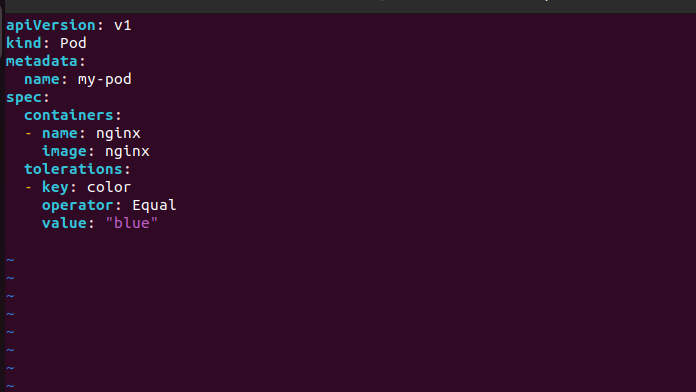 apiVersion: v1
kind: Pod
metadata:
  name: my-pod
spec:
  containers:
  - name: nginx
    image: nginx
  tolerations:
  - key: color
    operator: Equal
    value: "blue"

~
~
~
~
~
~
~
~